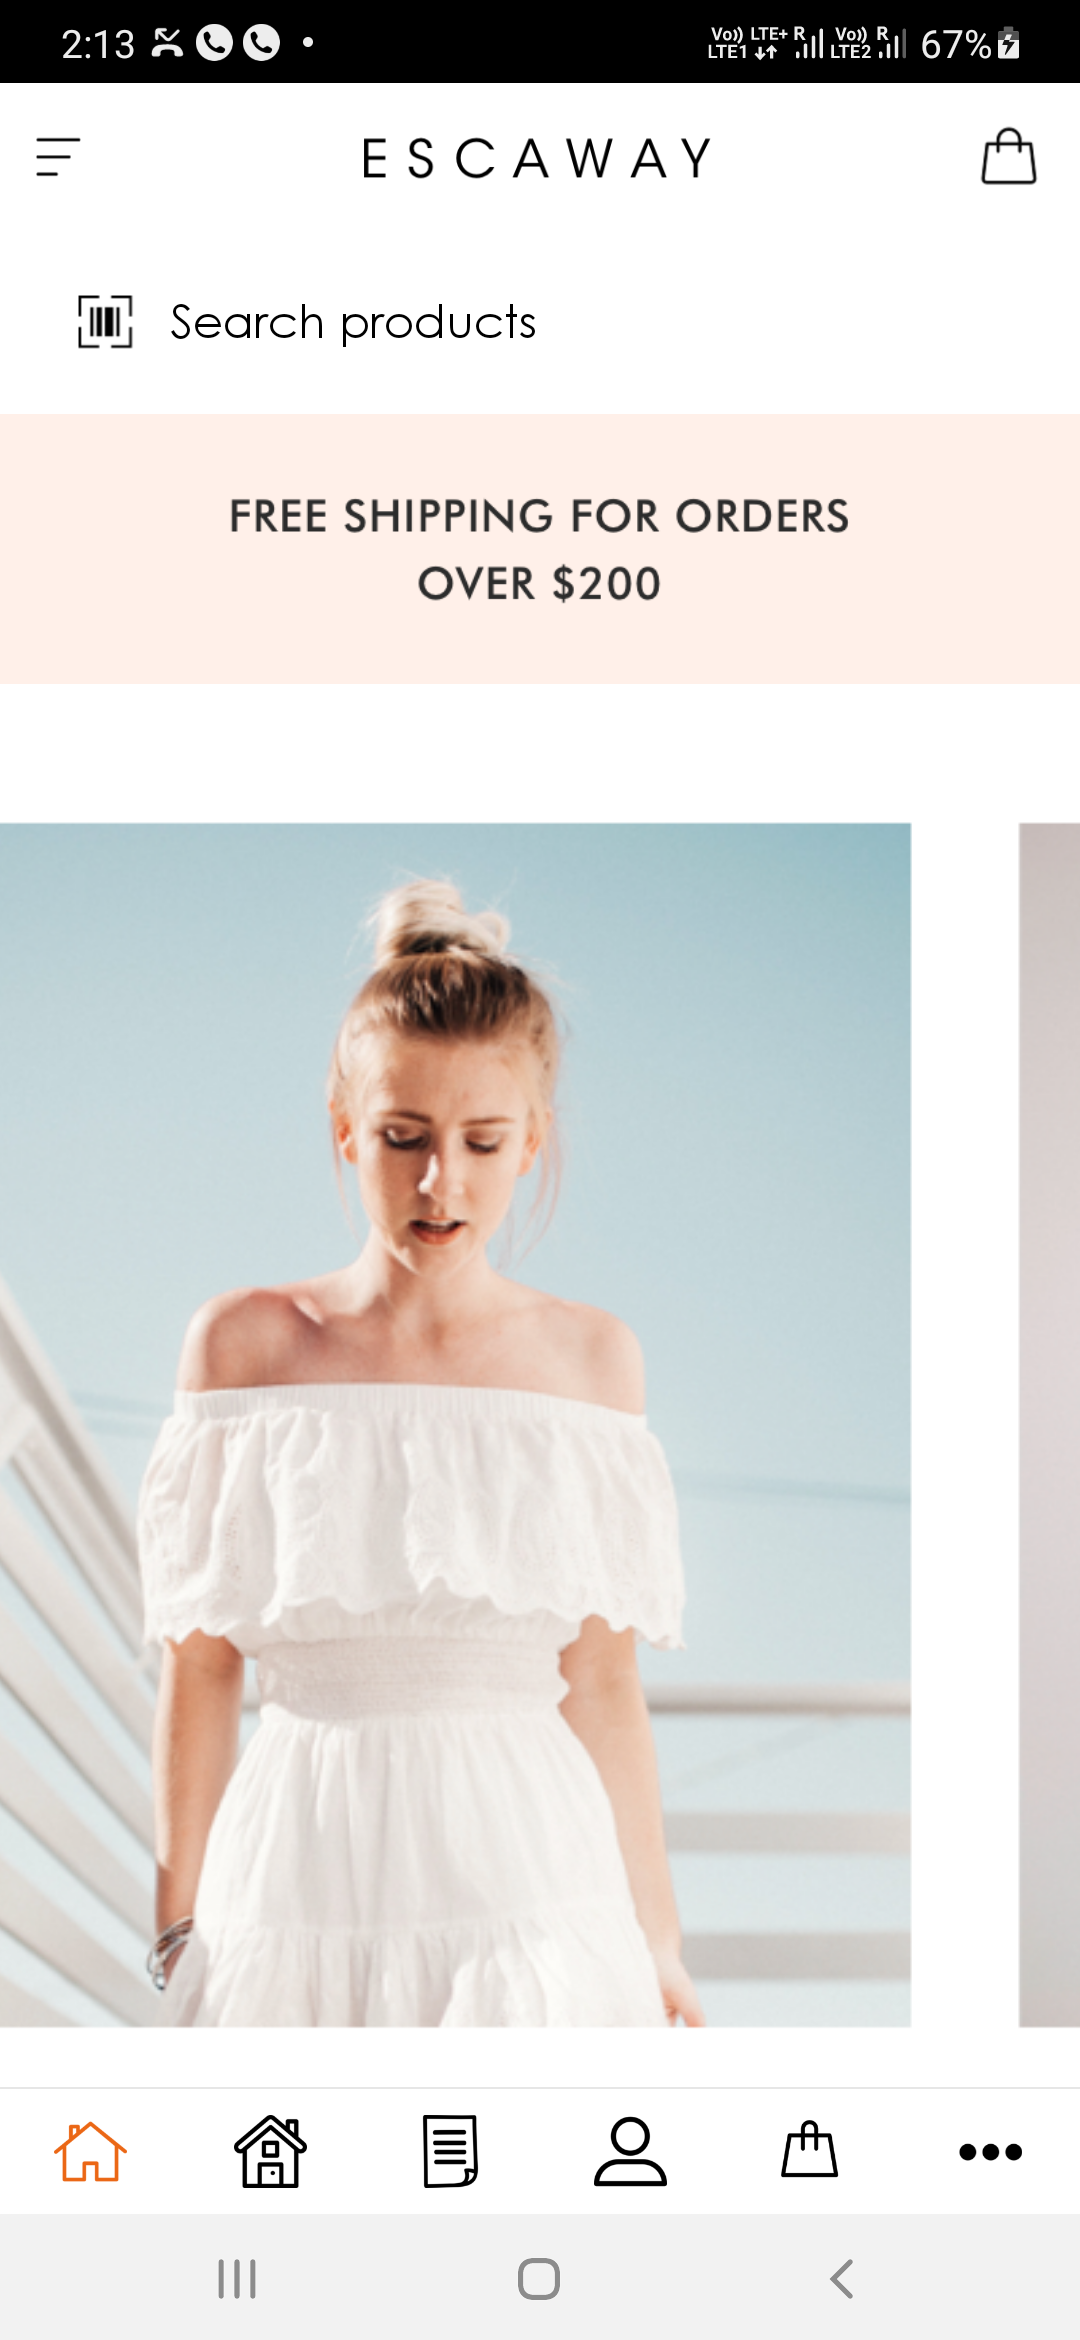 2:13
Vo)) LTE+ R Vo)) R 67%
LTE1 LTE2
ESCAWAY
Search products
FREE SHIPPING FOR ORDERS
OVER $200